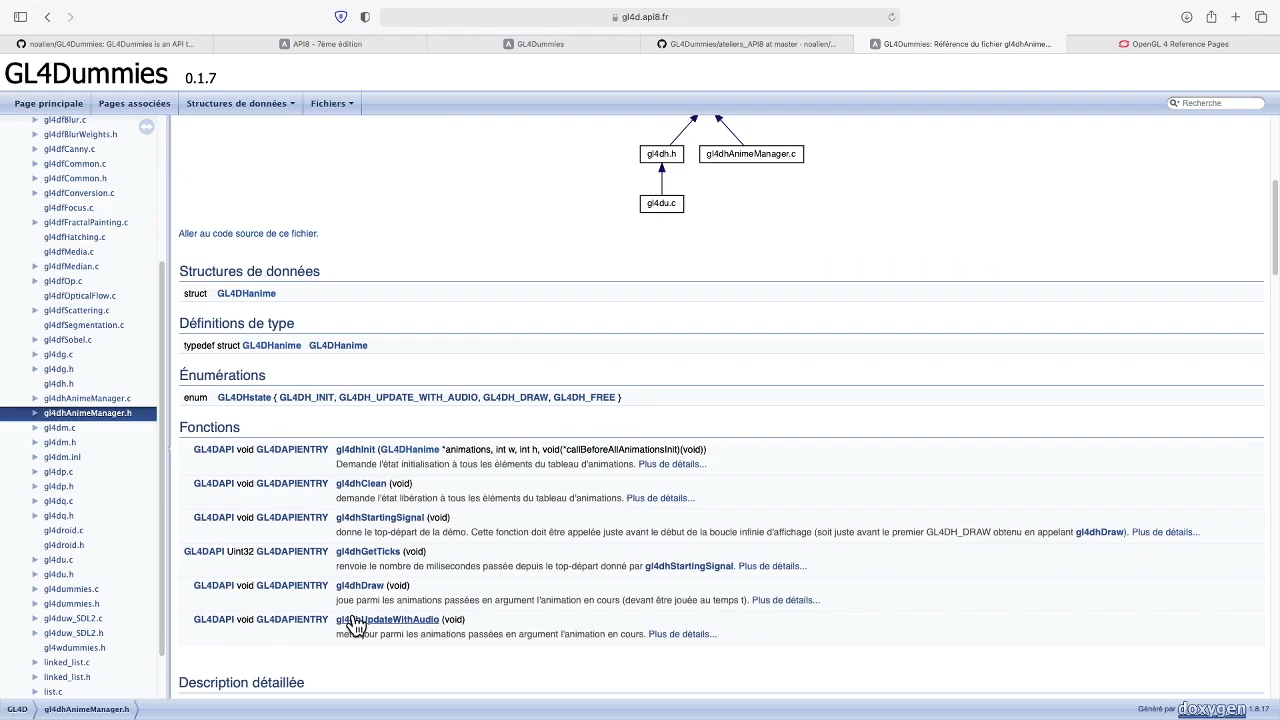 gl4d.api8.fr
noalien/GL4Dummies: GL4Dummies is an API t...
API8 - 7ème édition
GL4Dummies
GL4Dummies/ateliers_API8 at master · noalien/...
GL4Dummies: Référence du fichier gl4dhAnime...
OpenGL 4 Reference Pages
GL4Dummies 0.1.7
Page principale
Pages associées
Structures de données
Fichiers
Recherche
gl4dfBlur.c
gl4dfBlurWeights.h
gl4dfCanny.c
gl4dfCommon.c
gl4dfCommon.h
gl4dfConversion.c
gl4dfFocus.c
gl4dfFractalPainting.c
gl4dfHatching.c
gl4dfMedia.c
gl4dfMedian.c
gl4dfOp.c
gl4dfOpticalFlow.c
gl4dfScattering.c
gl4dfSegmentation.c
gl4dfSobel.c
gl4dg.c
gl4dg.h
gl4dh.h
gl4dhAnimeManager.c
gl4dhAnimeManager.h
gl4dm.c
gl4dm.h
gl4dm.inl
gl4dp.c
gl4dp.h
gl4dq.c
gl4dq.h
gl4droid.c
gl4droid.h
gl4du.c
gl4du.h
gl4dummies.c
gl4dummies.h
gl4duw_SDL2.c
gl4duw_SDL2.h
gl4wdummies.h
linked_list.c
linked_list.h
list.c
gl4dh.h
gl4dhAnimeManager.c
gl4du.c
Aller au code source de ce fichier.
Structures de données
struct GL4DHanime
Définitions de type
typedef struct GL4DHanime GL4DHanime
Énumérations
enum GL4DHstate { GL4DH_INIT, GL4DH_UPDATE_WITH_AUDIO, GL4DH_DRAW, GL4DH_FREE }
Fonctions
GL4DAPI void GL4DAPIENTRY gl4dhInit (GL4DHanime *animations, int w, int h, void(*callBeforeAllAnimationsInit)(void))
Demande l'état initialisation à tous les éléments du tableau d'animations. Plus de détails...
GL4DAPI void GL4DAPIENTRY gl4dhClean (void)
demande l'état libération à tous les éléments du tableau d'animations. Plus de détails...
GL4DAPI void GL4DAPIENTRY gl4dhStartingSignal (void)
donne le top-départ de la démo. Cette fonction doit être appelée juste avant le début de la boucle infinie d'affichage (soit juste avant le premier GL4DH_DRAW obtenu en appelant gl4dhDraw). Plus de détails...
GL4DAPI Uint32 GL4DAPIENTRY gl4dhGetTicks (void)
renvoie le nombre de milisecondes passée depuis le top-départ donné par gl4dhStartingSignal. Plus de détails...
GL4DAPI void GL4DAPIENTRY gl4dhDraw (void)
joue parmi les animations passées en argument l'animation en cours (devant être jouée au temps t). Plus de détails...
GL4DAPI void GL4DAPIENTRY gl4dhUpdateWithAudio (void)
parmi les animations passées en argument l'animation en cours. Plus de détails...
Description détaillée
GL4D
gl4dhAnimeManager.h
Généré par doxygen 1.8.17